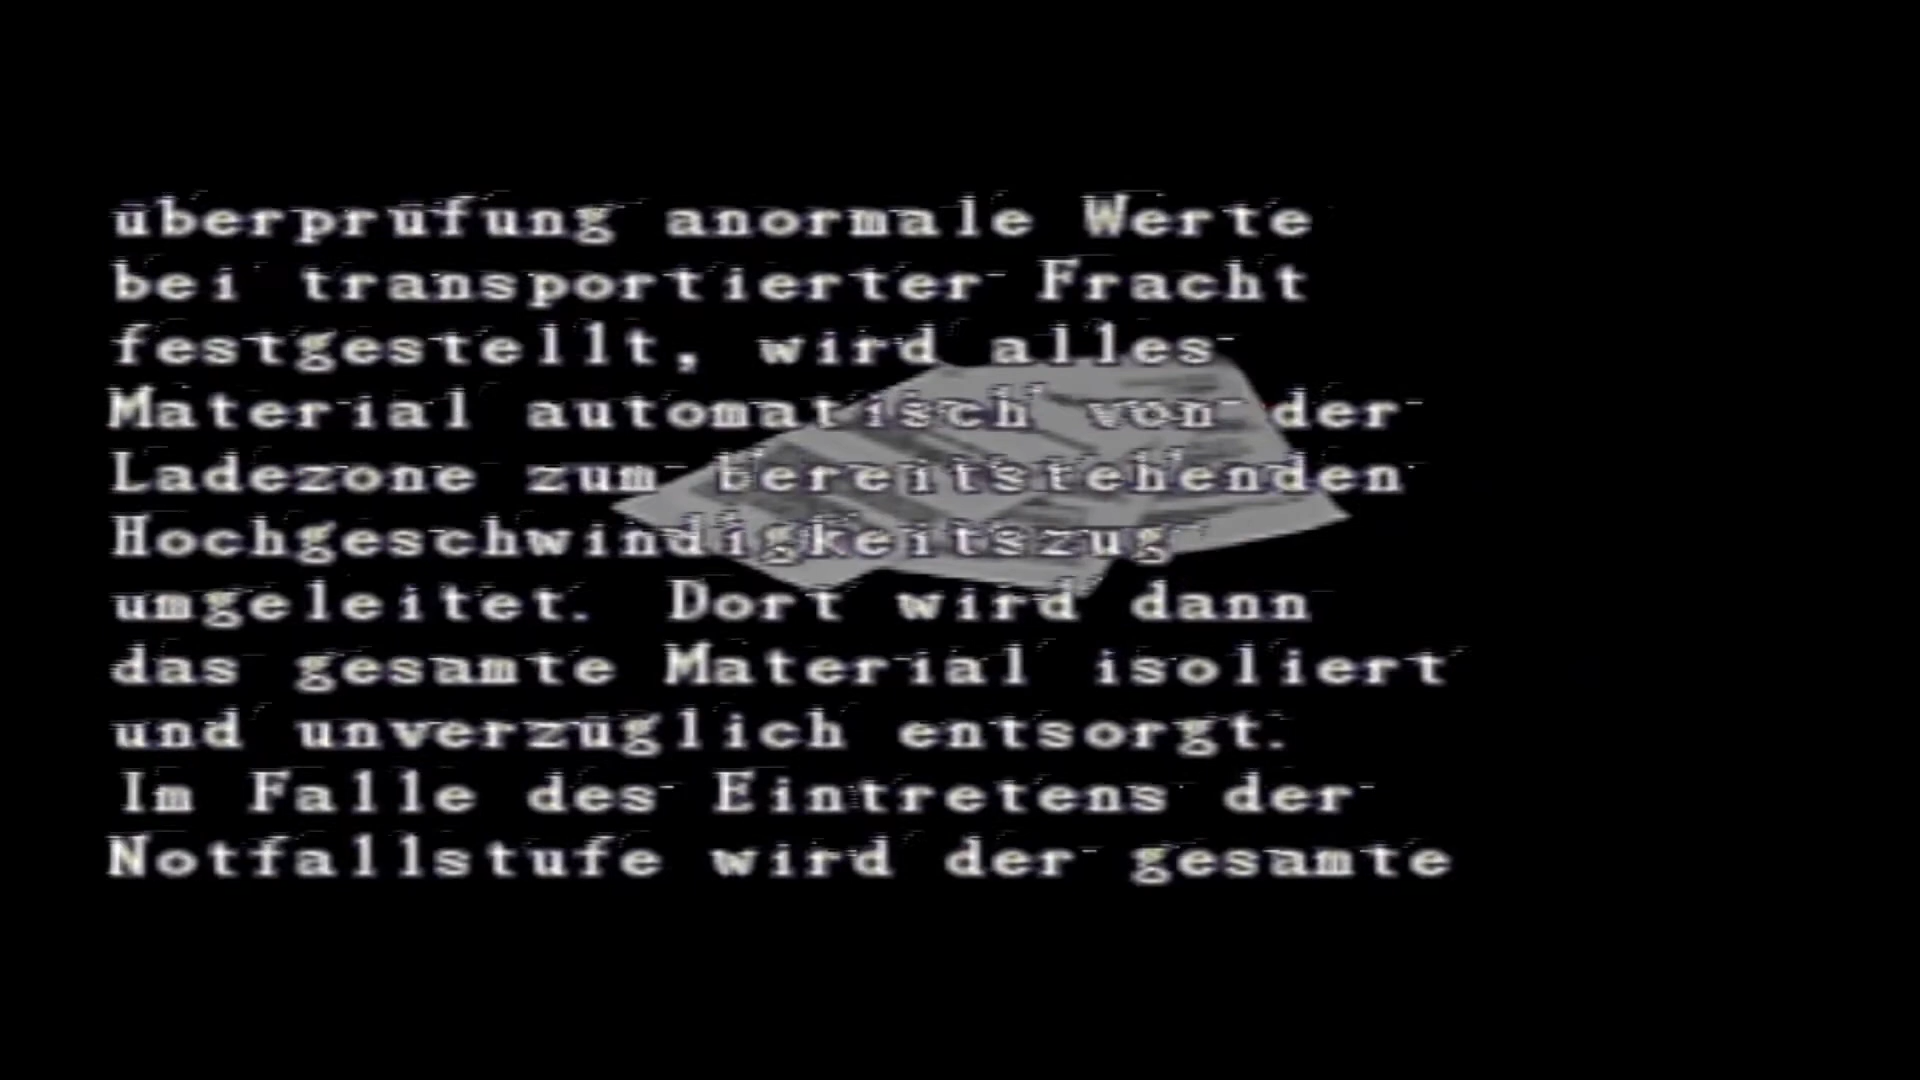 überprüfung anormale Werte
bei transportierter Fracht
festgestellt, wird alles
Material automatisch von der
Ladezone zum bereitstehenden
Hochgeschwindigkeitszug
umgeleitet. Dort wird dann
das gesamte Material isoliert
und unverzüglich entsorgt.
Im Falle des Eintretens der
Notfallstufe wird der gesamte